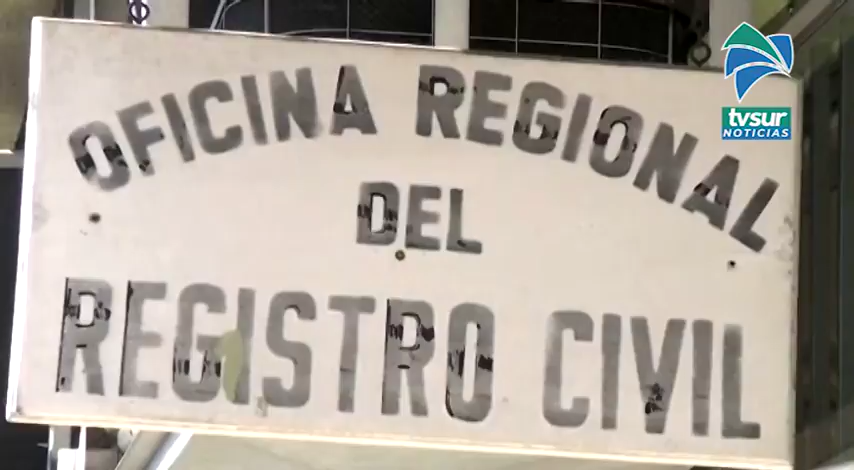 OFICINA REGIONAL
DEL
REGISTRO CIVIL
tvsur
NOTICIAS